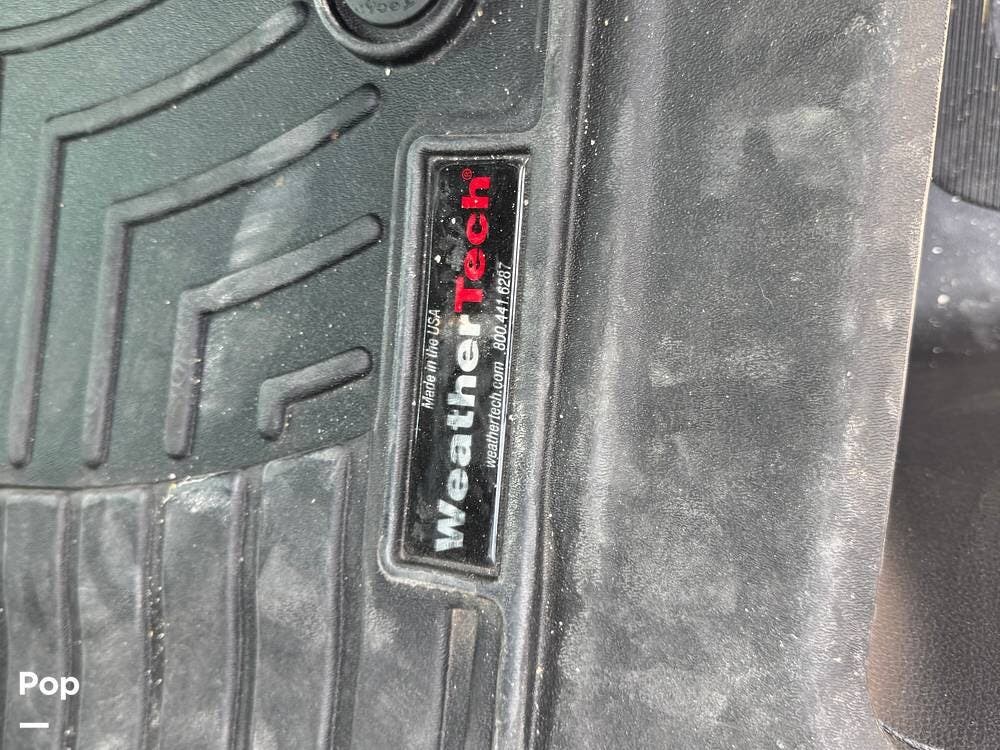 Made in the USA
WeatherTech®
weathertech.com 800.441.6287
Pop